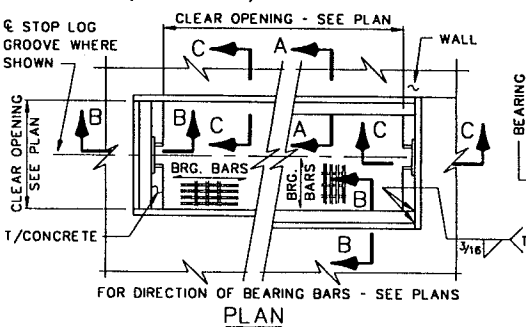 CLEAR OPENING - SEE PLAN
℄ STOP LOG
GROOVE WHERE
SHOWN
WALL
C
A
CLEAR OPENING
SEE PLAN
B
B
C
A
C
C
BEARING
BRG. BARS
BRG.
BARS
B
T/CONCRETE
B
3/16
T
FOR DIRECTION OF BEARING BARS - SEE PLANS
PLAN